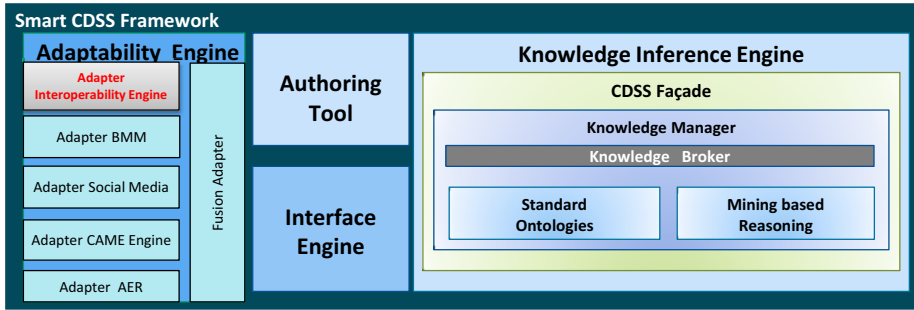 Smart CDSS Framework
Adaptability Engine
Adapter
Interoperability Engine
Adapter BMM
Adapter Social Media
Adapter CAME Engine
Adapter AER
Fusion Adapter
Authoring
Tool
Interface
Engine
Knowledge Inference Engine
CDSS Façade
Knowledge Manager
Knowledge Broker
Standard
Ontologies
Mining based
Reasoning